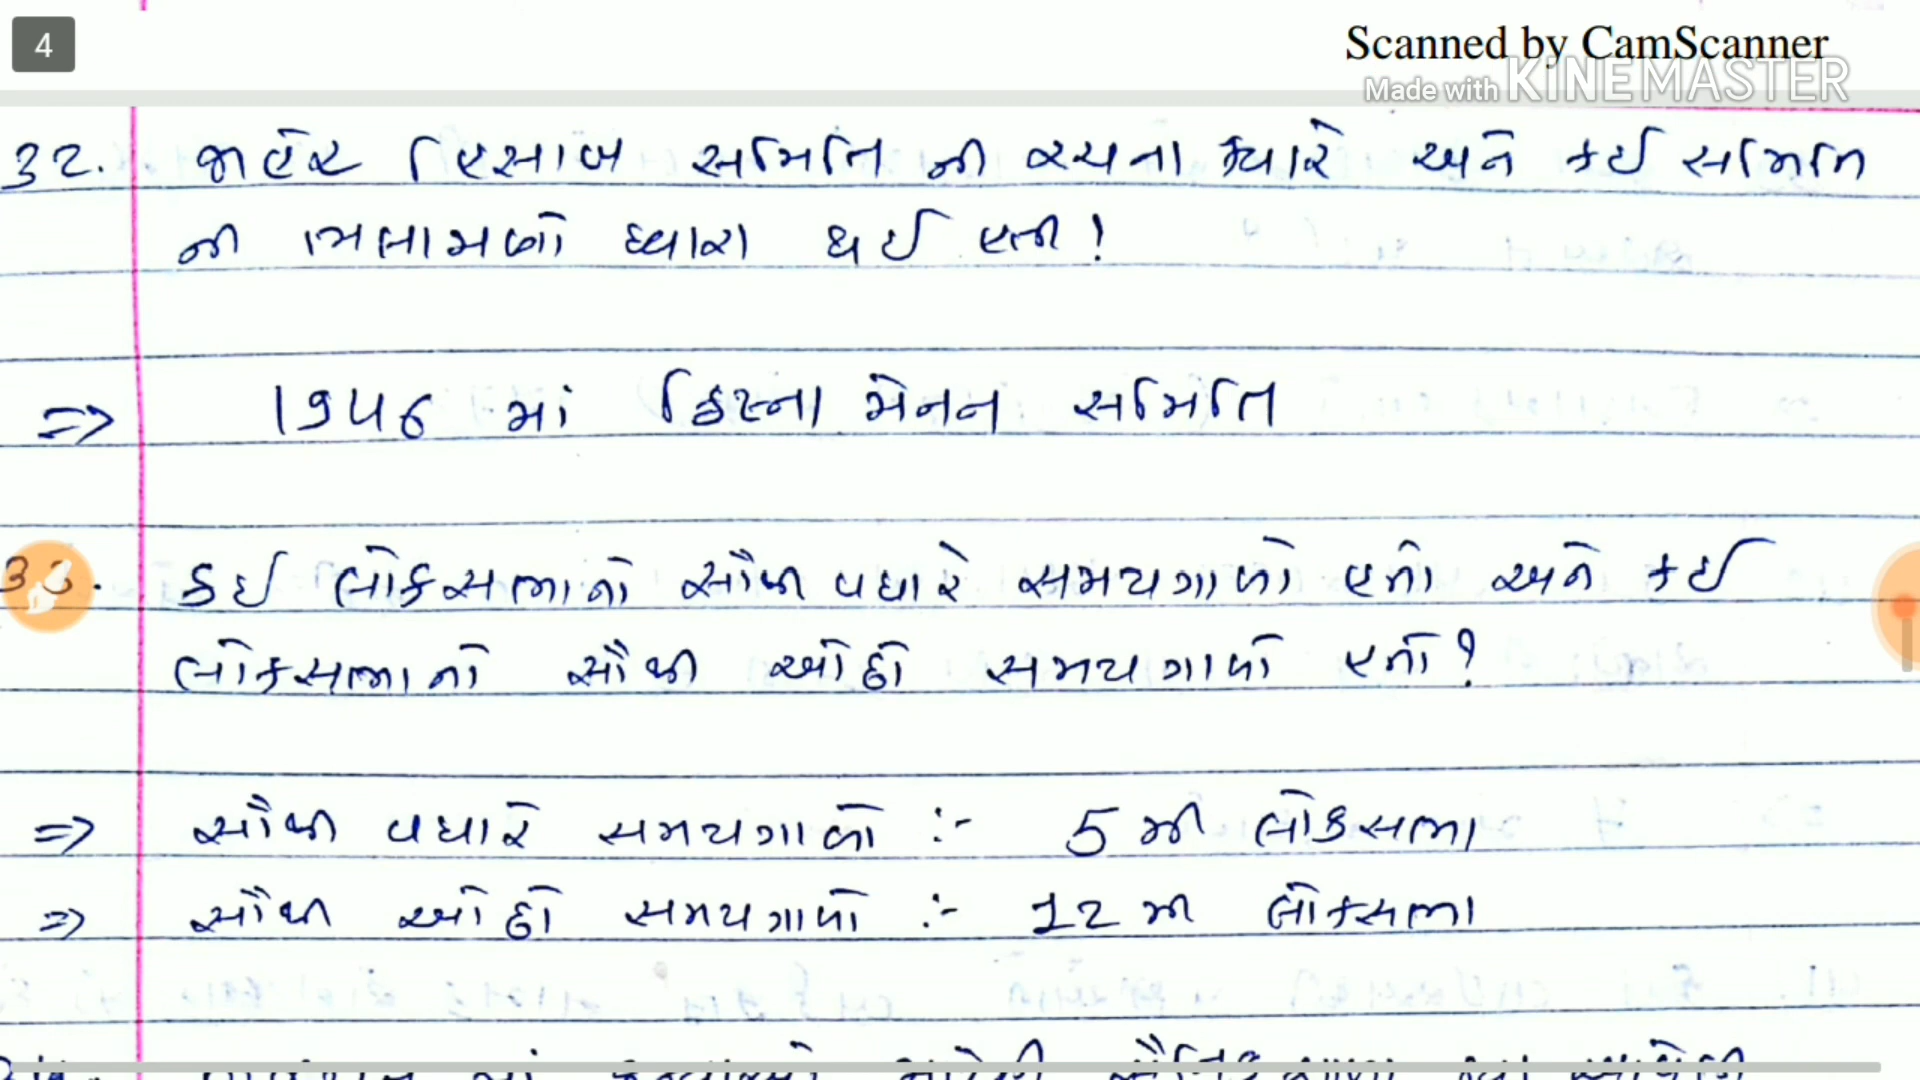 4
Scanned by CamScanner
Made with KINEMASTER
32. જાહેર હિસાબ સમિતિ ની રચના ક્યારે અને કઈ સમિતિ
ની ભલામણો ધ્વારા થઈ હતી!
=> 1946 માં ક્રિષ્ના મેનન સમિતિ
33. કઈ લોકસભાનો સૌથી વધારે સમયગાળો હતો અને કઈ
લોકસભાનો સૌથી ઓછો સમયગાળો હતો?
=> સૌથી વધારે સમયગાળો :- 5 મી લોકસભા
=> સૌથી ઓછો સમયગાળો :- 12 મી લોકસભા